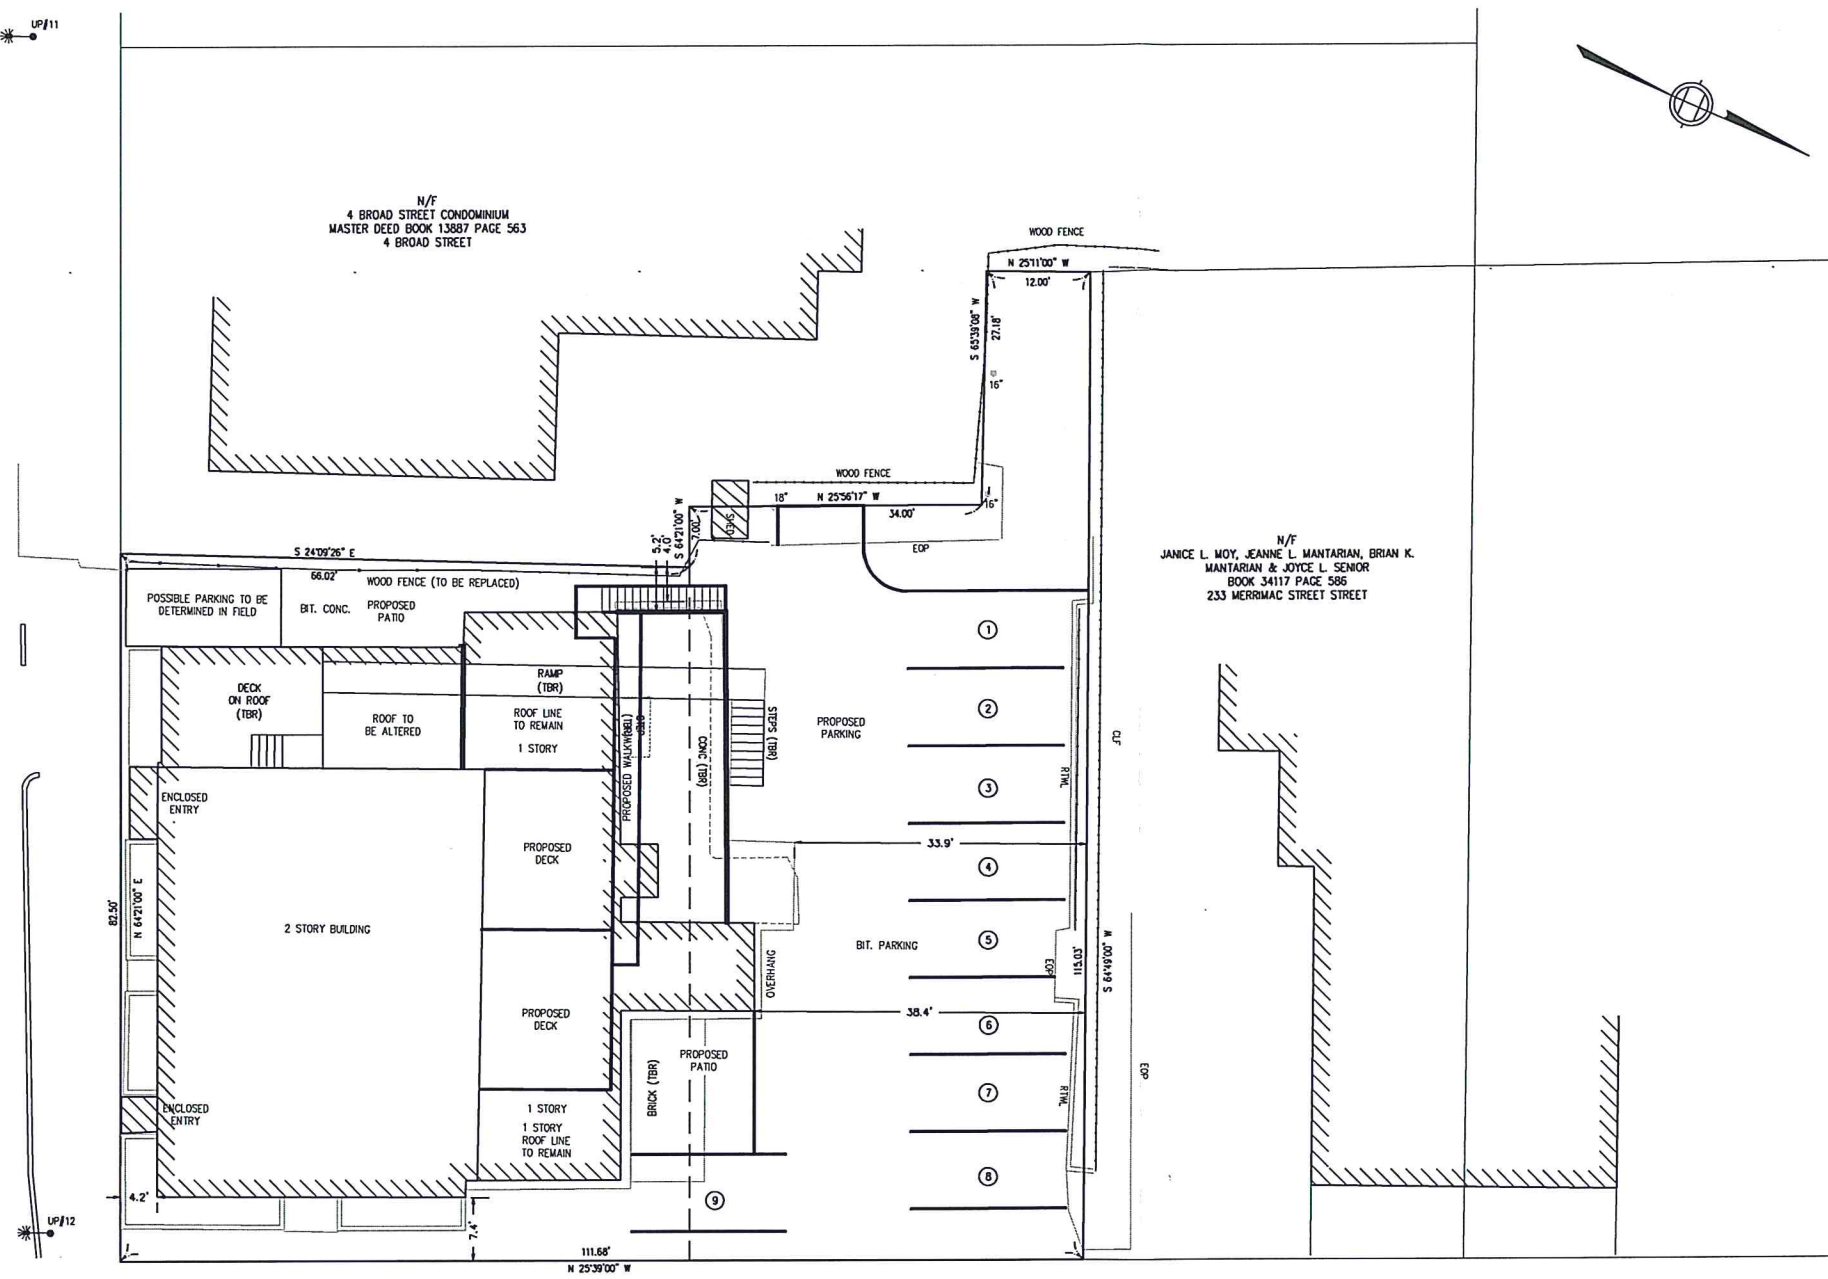 UP#11
N/F
4 BROAD STREET CONDOMINIUM
MASTER DEED BOOK 13887 PAGE 563
4 BROAD STREET
WOOD FENCE
N 25°11'00" W
12.00'
S 65°39'08" W
27.18'
16"
WOOD FENCE
18"
N 25°56'17" W
34.00'
16"
SHED
S 64°21'00" W
7.00'
5.2'
4.0'
EOP
N/F
JANICE L. MOY, JEANNE L. MANTARIAN, BRIAN K.
MANTARIAN & JOYCE L. SENIOR
BOOK 34117 PAGE 586
233 MERRIMAC STREET STREET
S 24°09'26" E
66.02'
WOOD FENCE (TO BE REPLACED)
POSSIBLE PARKING TO BE
DETERMINED IN FIELD
BIT. CONC.
PROPOSED
PATIO
1
DECK
ON ROOF
(TBR)
ROOF TO
BE ALTERED
RAMP
(TBR)
ROOF LINE
TO REMAIN
1 STORY
PROPOSED WALKWAY
STEP
(TBR)
CONC (TBR)
STEPS (TBR)
PROPOSED
PARKING
2
CLF
RTWL
3
ENCLOSED
ENTRY
PROPOSED
DECK
33.9'
4
82.50'
N 64°21'00" E
2 STORY BUILDING
BIT. PARKING
5
EOP
115.03'
S 64°49'00" W
OVERHANG
PROPOSED
DECK
38.4'
6
BRICK (TBR)
PROPOSED
PATIO
EOP
7
RTWL
ENCLOSED
ENTRY
1 STORY
1 STORY
ROOF LINE
TO REMAIN
8
4.2'
9
UP#12
7.4'
111.68'
N 25°39'00" W